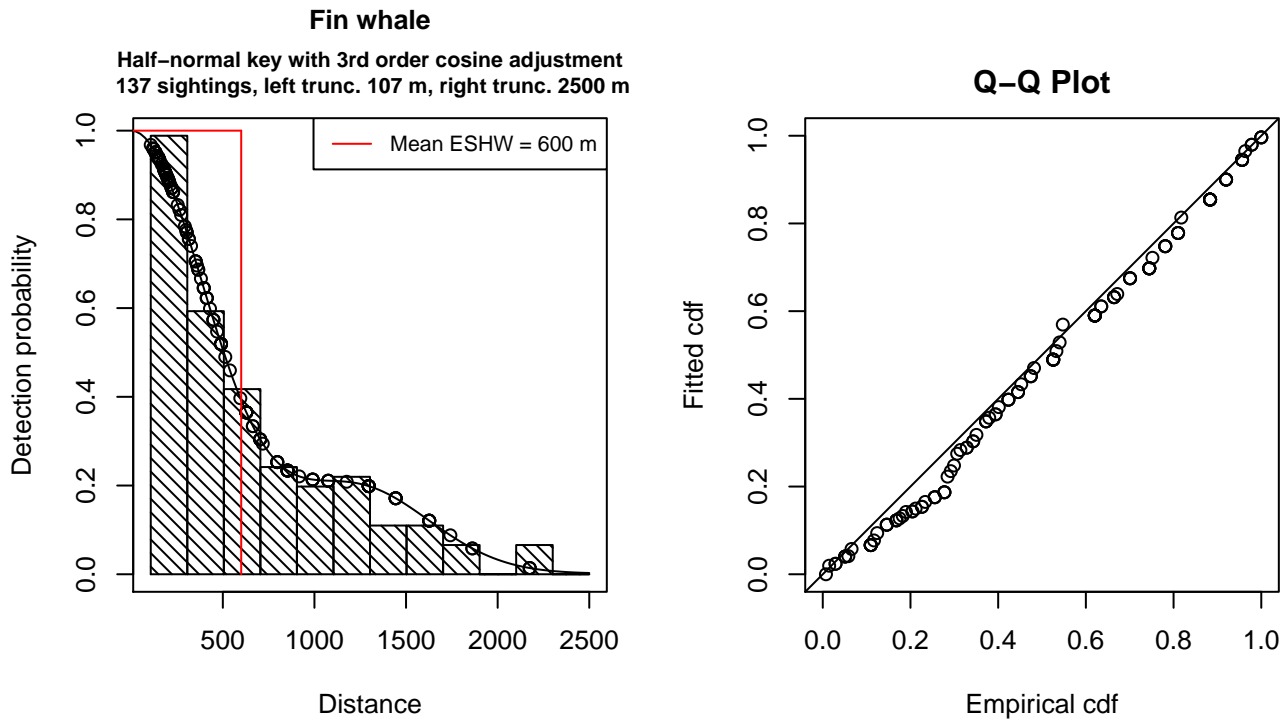 Fin whale
Half−normal key with 3rd order cosine adjustment
137 sightings, left trunc. 107 m, right trunc. 2500 m
Mean ESHW = 600 m
Detection probability
0.0 0.2 0.4 0.6 0.8 1.0
500 1000 1500 2000 2500
Distance
Q−Q Plot
Fitted cdf
0.0 0.2 0.4 0.6 0.8 1.0
0.0 0.2 0.4 0.6 0.8 1.0
Empirical cdf